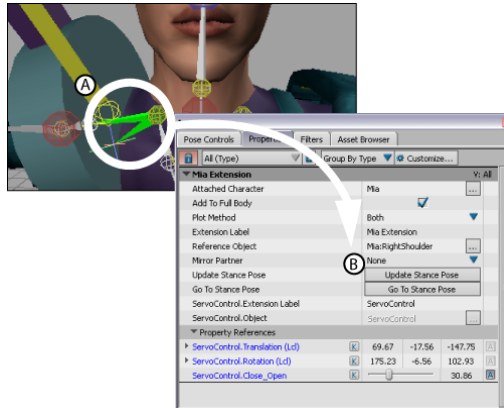 A
Pose Controls Properties Filters Asset Browser
All (Type) Group By Type Customize...
Mia Extension V: All
Attached Character Mia ...
Add To Full Body
Plot Method Both
Extension Label Mia Extension
Reference Object Mia:RightShoulder ...
B
Mirror Partner None
Update Stance Pose Update Stance Pose
Go To Stance Pose Go To Stance Pose
ServoControl.Extension Label ServoControl
ServoControl.Object ServoControl ...
Property References
ServoControl.Translation (Lcl) K 69.67 -17.56 -147.75 A
ServoControl.Rotation (Lcl) K 175.23 -6.56 102.93 A
ServoControl.Close_Open K 30.86 A